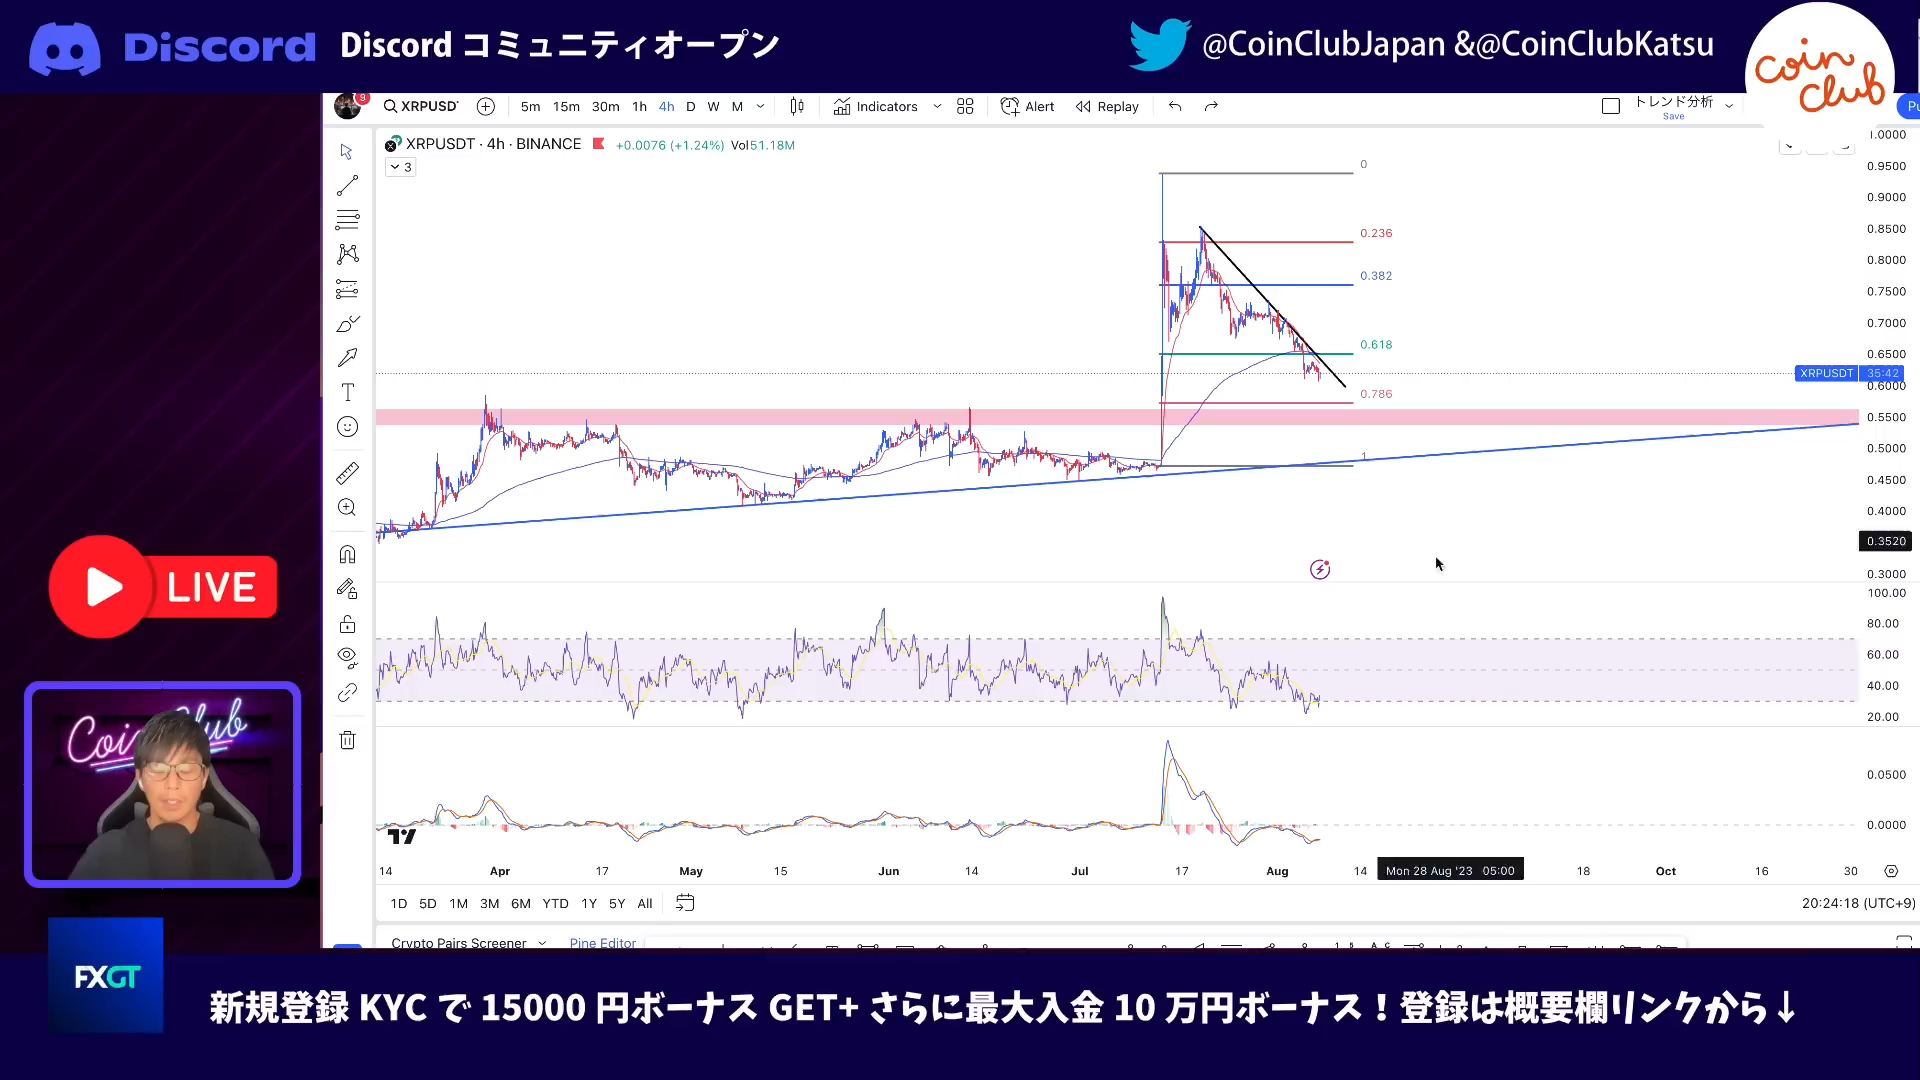 Discord Discord コミュニティオープン
@CoinClubJapan &@CoinClubKatsu
coin club
9
XRPUSD 5m 15m 30m 1h 4h D W M Indicators Alert Replay トレンド分析
Save
XRPUSDT · 4h · BINANCE +0.0076 (+1.24%) Vol51.18M
3
0
0.236
0.382
0.618
0.786
1
1.0000
0.9500
0.9000
0.8500
0.8000
0.7500
0.7000
0.6500
XRPUSDT 35:42
0.6000
0.5500
0.5000
0.4500
0.4000
0.3520
0.3000
100.00
80.00
60.00
40.00
20.00
0.0500
0.0000
LIVE
14 Apr 17 May 15 Jun 14 Jul 17 Aug 14 Mon 28 Aug '23 05:00 18 Oct 16 30
1D 5D 1M 3M 6M YTD 1Y 5Y All
20:24:18 (UTC+9)
Crypto Pairs Screener Pine Editor
FXGT
新規登録 KYC で 15000 円ボーナス GET+ さらに最大入金 10 万円ボーナス！登録は概要欄リンクから↓